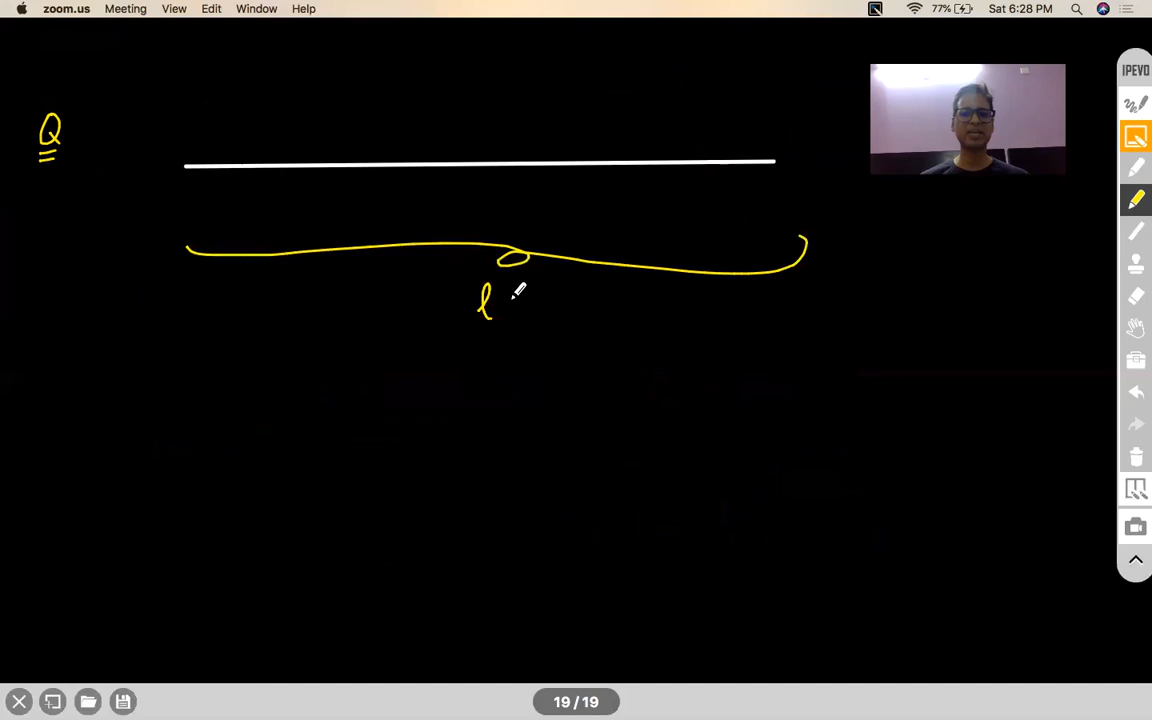 zoom.us Meeting View Edit Window Help 77% Sat 6:28 PM
IPEVO
Q
l
19 / 19